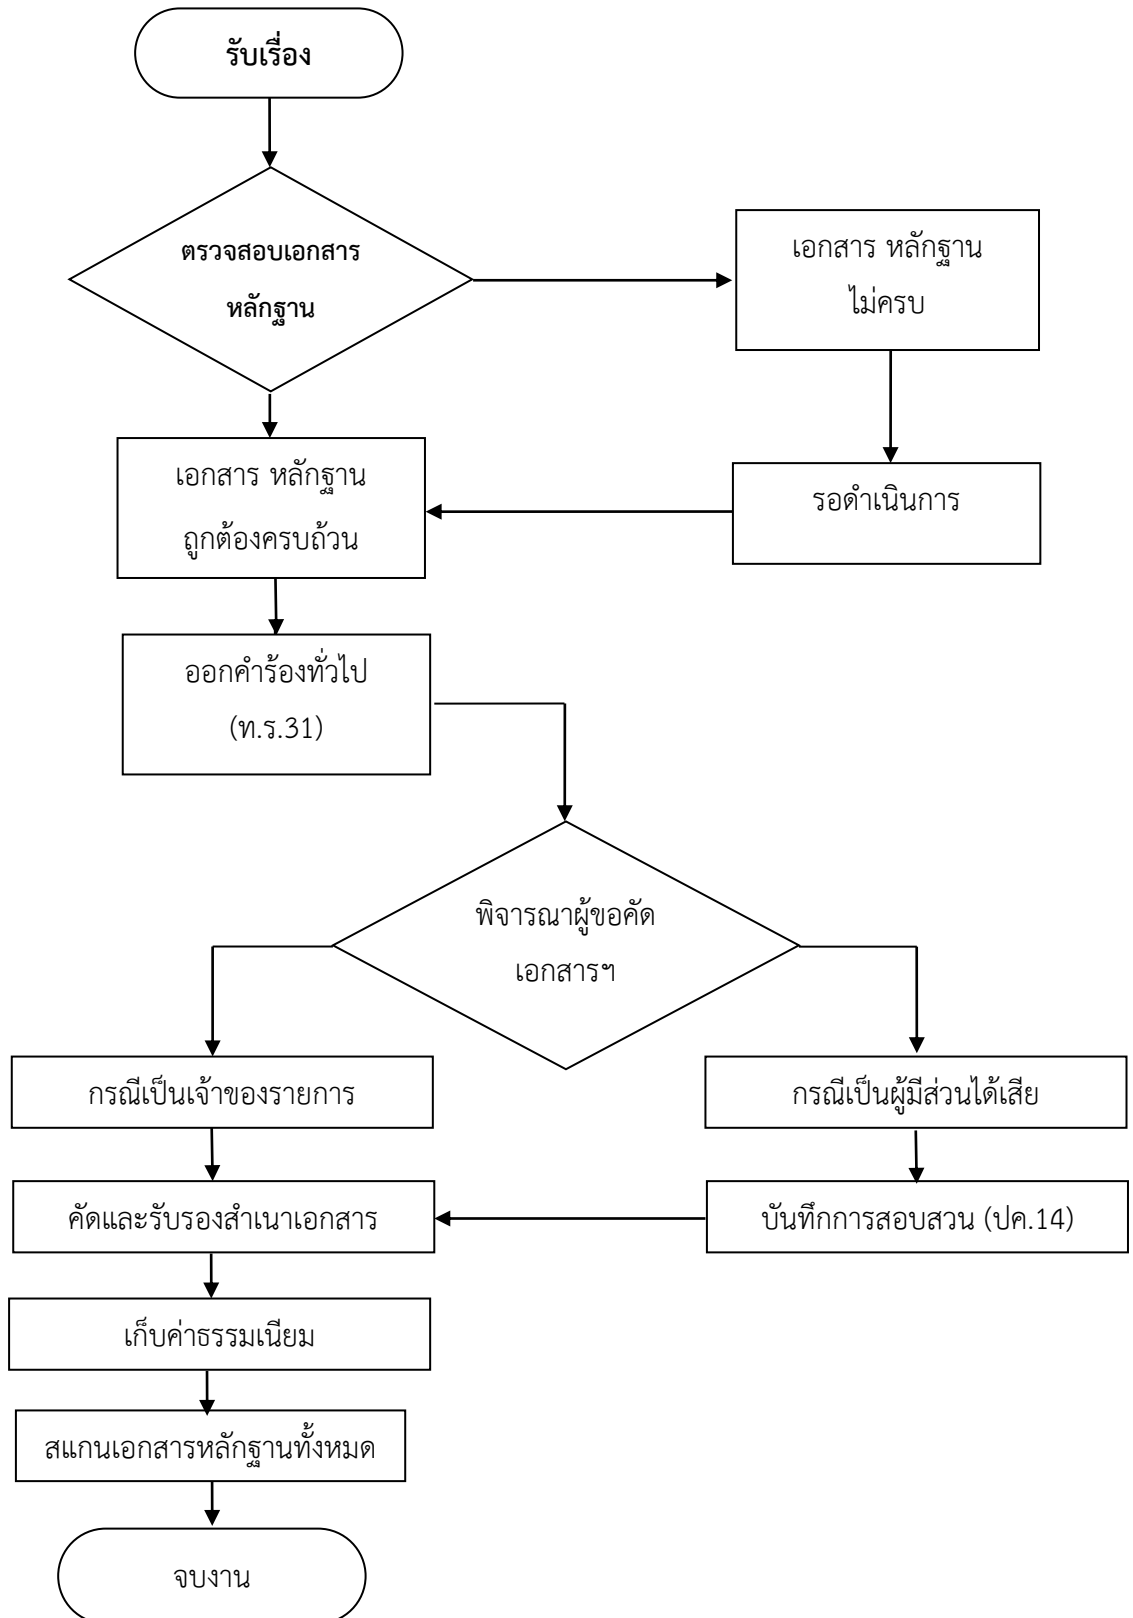 รับเรื่อง
ตรวจสอบเอกสาร
หลักฐาน
เอกสาร หลักฐาน
ไม่ครบ
เอกสาร หลักฐาน
ถูกต้องครบถ้วน
รอดำเนินการ
ออกคำร้องทั่วไป
(ท.ร.31)
พิจารณาผู้ขอคัด
เอกสารฯ
กรณีเป็นเจ้าของรายการ
กรณีเป็นผู้มีส่วนได้เสีย
คัดและรับรองสำเนาเอกสาร
บันทึกการสอบสวน (ปค.14)
เก็บค่าธรรมเนียม
สแกนเอกสารหลักฐานทั้งหมด
จบงาน